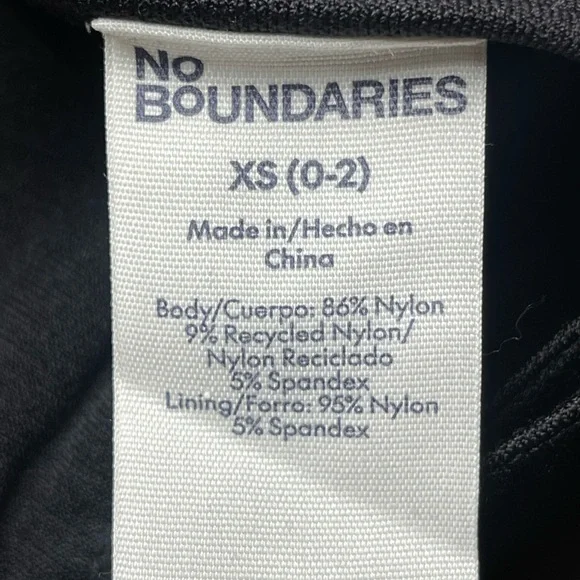 No
BoUNDARIES
XS (0-2)
Made in/Hecho en
China
Body/Cuerpo: 86% Nylon
9% Recycled Nylon/
Nylon Reciclado
5% Spandex
Lining/Forro: 95% Nylon
5% Spandex